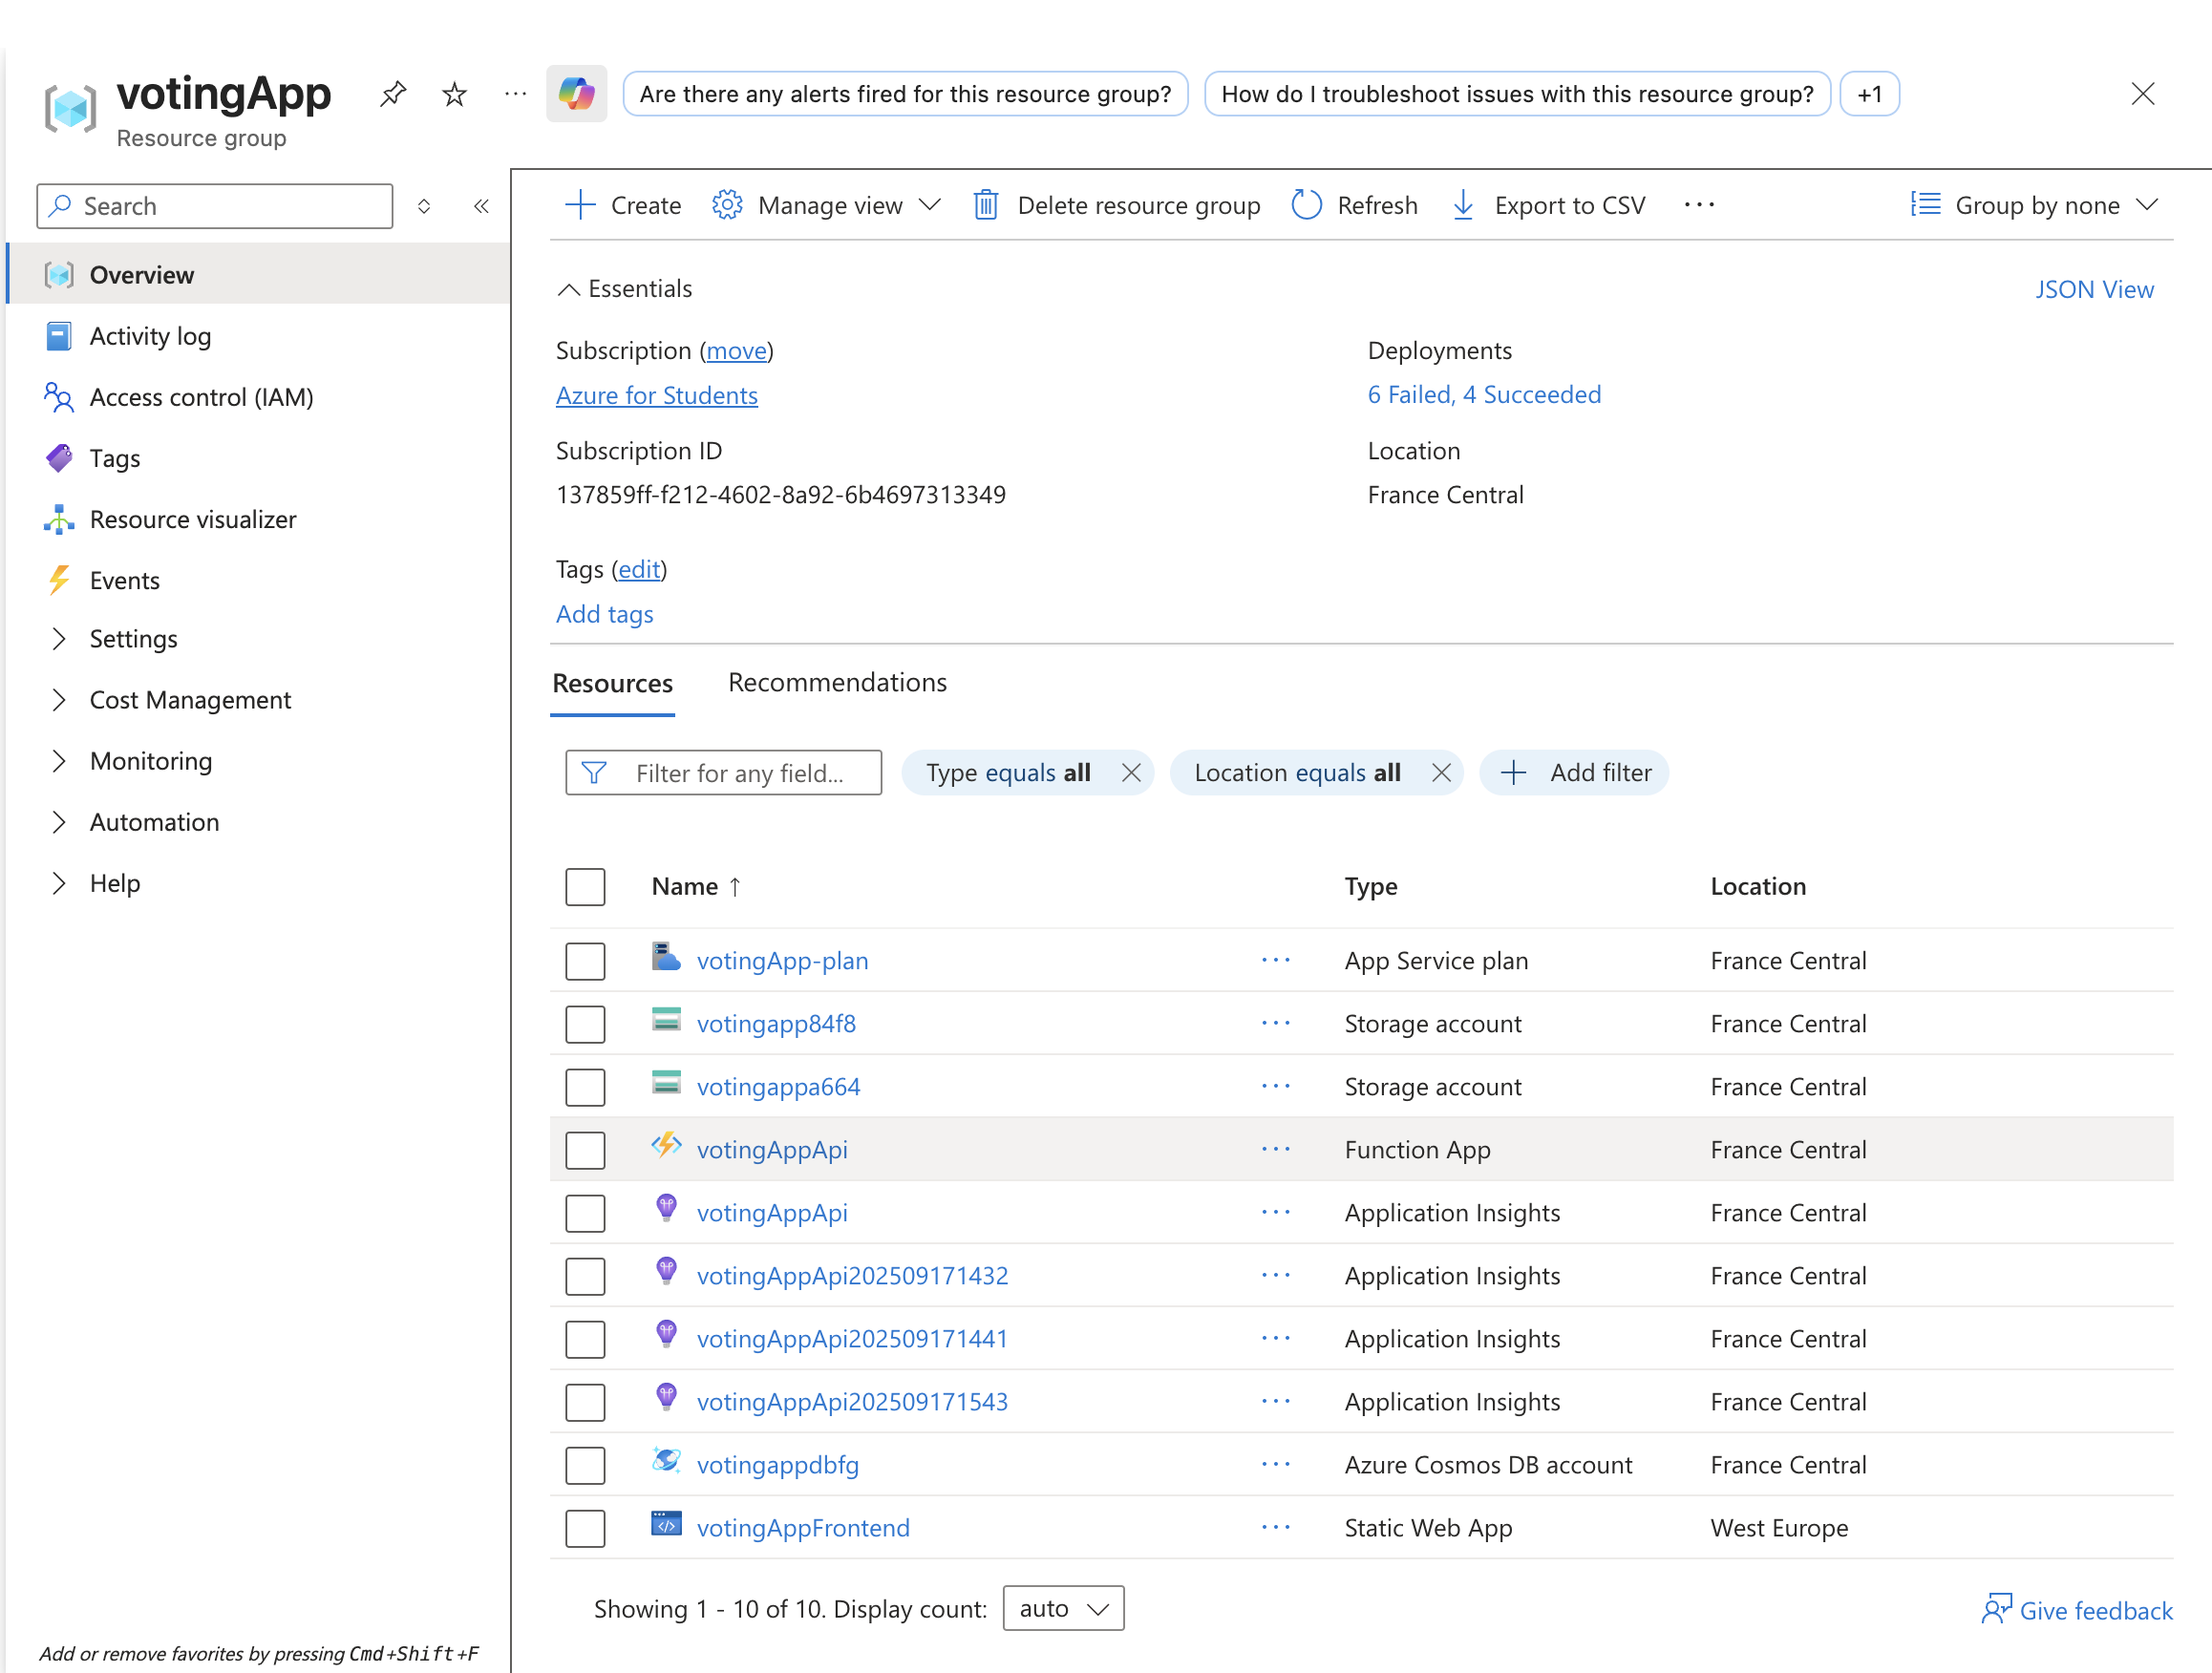 votingApp
Resource group
Are there any alerts fired for this resource group?
How do I troubleshoot issues with this resource group?
+1
Search
Overview
Activity log
Access control (IAM)
Tags
Resource visualizer
Events
Settings
Cost Management
Monitoring
Automation
Help
Add or remove favorites by pressing Cmd+Shift+F
Create
Manage view
Delete resource group
Refresh
Export to CSV
Group by none
Essentials
JSON View
Subscription (move)
Azure for Students
Subscription ID
137859ff-f212-4602-8a92-6b4697313349
Deployments
6 Failed, 4 Succeeded
Location
France Central
Tags (edit)
Add tags
Resources
Recommendations
Filter for any field...
Type equals all
Location equals all
Add filter
Name ↑ Type Location
votingApp-plan ··· App Service plan France Central
votingapp84f8 ··· Storage account France Central
votingappa664 ··· Storage account France Central
votingAppApi ··· Function App France Central
votingAppApi ··· Application Insights France Central
votingAppApi202509171432 ··· Application Insights France Central
votingAppApi202509171441 ··· Application Insights France Central
votingAppApi202509171543 ··· Application Insights France Central
votingappdbfg ··· Azure Cosmos DB account France Central
votingAppFrontend ··· Static Web App West Europe
Showing 1 - 10 of 10. Display count: auto
Give feedback